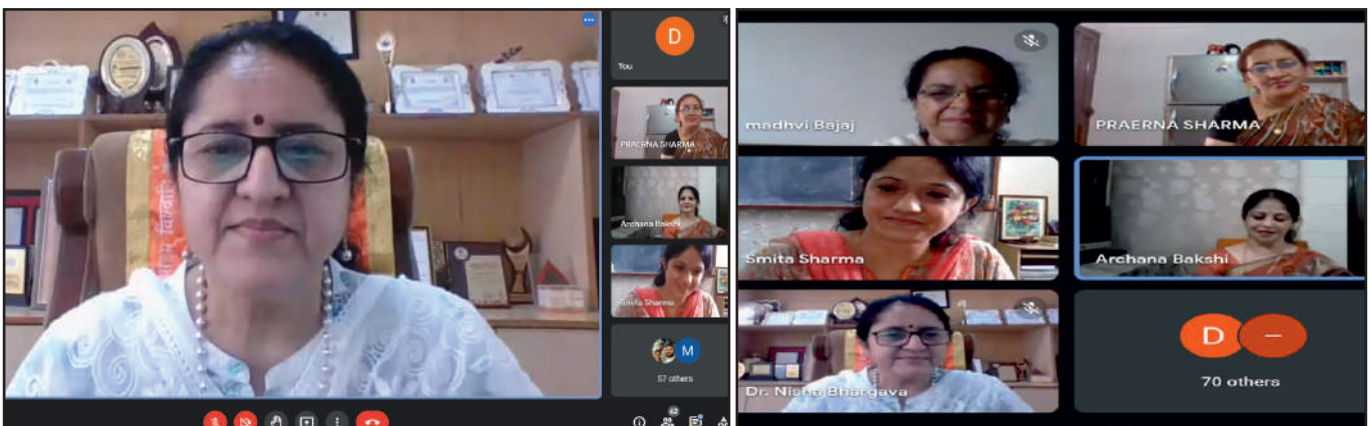 D
You
PRAERNA SHARMA
Archana Bakshi
Smita Sharma
M
57 others
62
madhvi Bajaj
PRAERNA SHARMA
Smita Sharma
Archana Bakshi
Dr. Nisha Bhargava
D
70 others